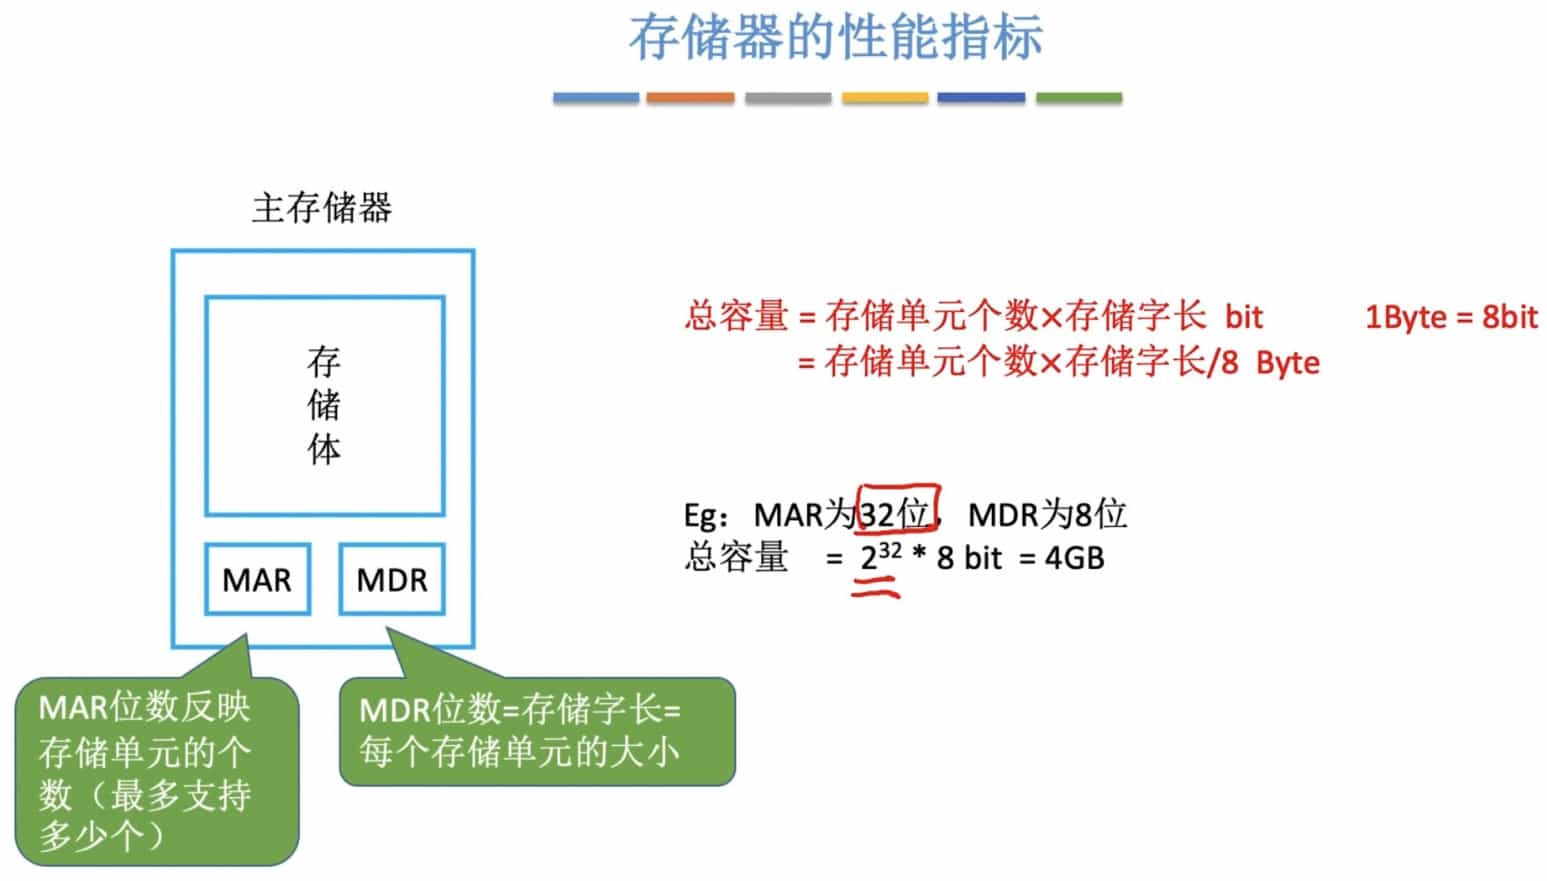 存储器的性能指标
主存储器
存
储
体
MAR
MDR
MAR位数反映
存储单元的个
数（最多支持
多少个）
MDR位数=存储字长=
每个存储单元的大小
总容量 = 存储单元个数×存储字长 bit
1Byte = 8bit
= 存储单元个数×存储字长/8 Byte
Eg： MAR为32位， MDR为8位
总容量 = 2³² * 8 bit = 4GB